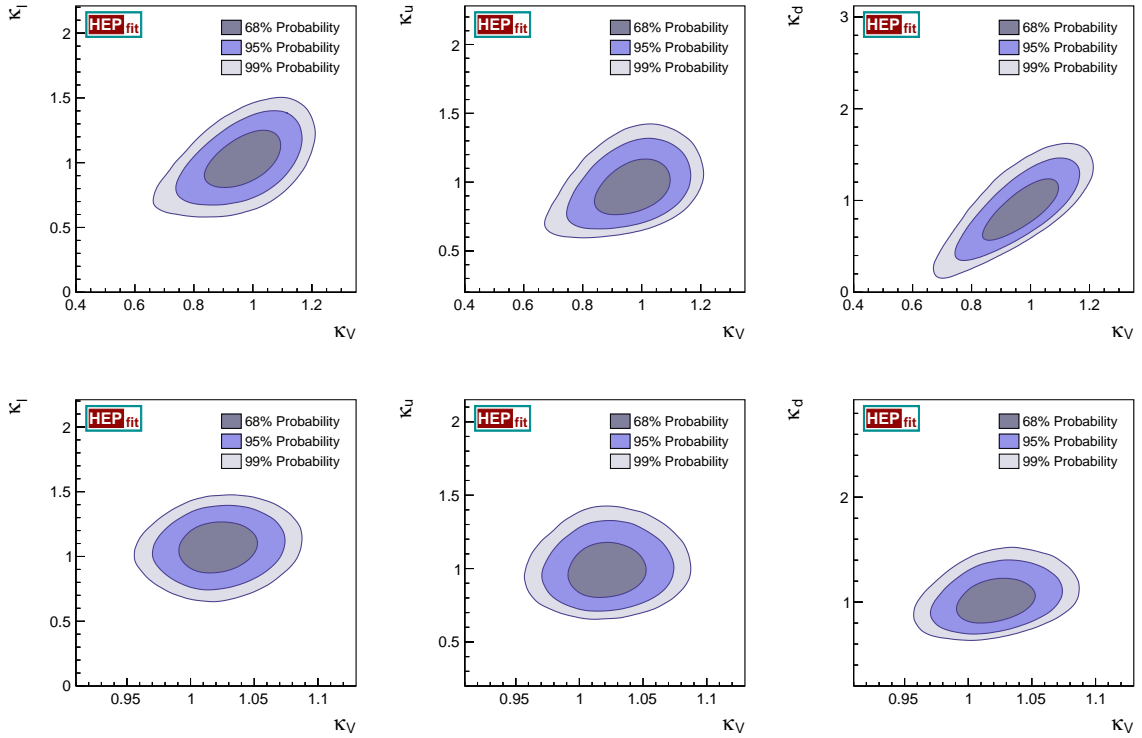 κl
HEP fit
68% Probability
95% Probability
99% Probability
2
1.5
1
0.5
0
0.4 0.6 0.8 1 1.2
κV
κu
HEP fit
68% Probability
95% Probability
99% Probability
2
1.5
1
0.5
0.4 0.6 0.8 1 1.2
κV
κd
HEP fit
68% Probability
95% Probability
99% Probability
3
2
1
0
0.4 0.6 0.8 1 1.2
κV
κl
HEP fit
68% Probability
95% Probability
99% Probability
2
1.5
1
0.5
0
0.95 1 1.05 1.1
κV
κu
HEP fit
68% Probability
95% Probability
99% Probability
2
1.5
1
0.5
0.95 1 1.05 1.1
κV
κd
HEP fit
68% Probability
95% Probability
99% Probability
2
1
0.95 1 1.05 1.1
κV